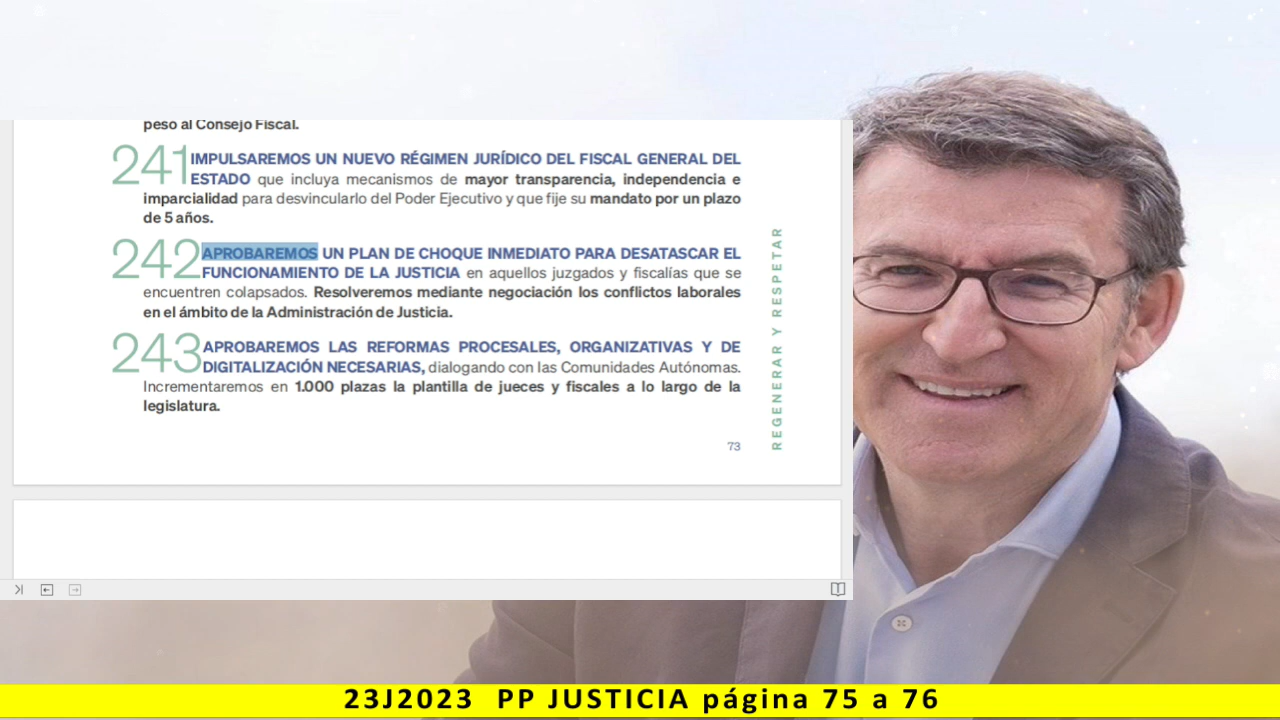 peso al Consejo Fiscal.
241 IMPULSAREMOS UN NUEVO RÉGIMEN JURÍDICO DEL FISCAL GENERAL DEL
ESTADO que incluya mecanismos de mayor transparencia, independencia e
imparcialidad para desvincularlo del Poder Ejecutivo y que fije su mandato por un plazo
de 5 años.
242 APROBAREMOS UN PLAN DE CHOQUE INMEDIATO PARA DESATASCAR EL
FUNCIONAMIENTO DE LA JUSTICIA en aquellos juzgados y fiscalías que se
encuentren colapsados. Resolveremos mediante negociación los conflictos laborales
en el ámbito de la Administración de Justicia.
243 APROBAREMOS LAS REFORMAS PROCESALES, ORGANIZATIVAS Y DE
DIGITALIZACIÓN NECESARIAS, dialogando con las Comunidades Autónomas.
Incrementaremos en 1.000 plazas la plantilla de jueces y fiscales a lo largo de la
legislatura.
73
REGENERAR Y RESPETAR
23J2023 PP JUSTICIA página 75 a 76